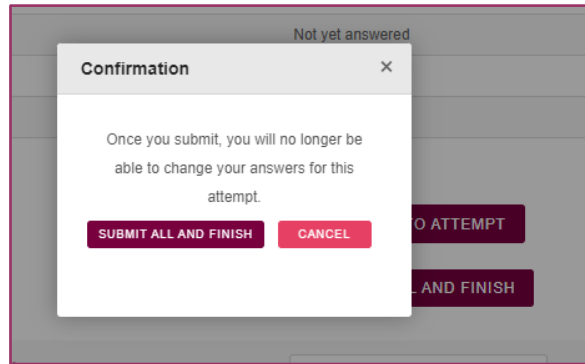 Not yet answered
Confirmation ×
Once you submit, you will no longer be
able to change your answers for this
attempt.
SUBMIT ALL AND FINISH CANCEL
TO ATTEMPT
AND FINISH